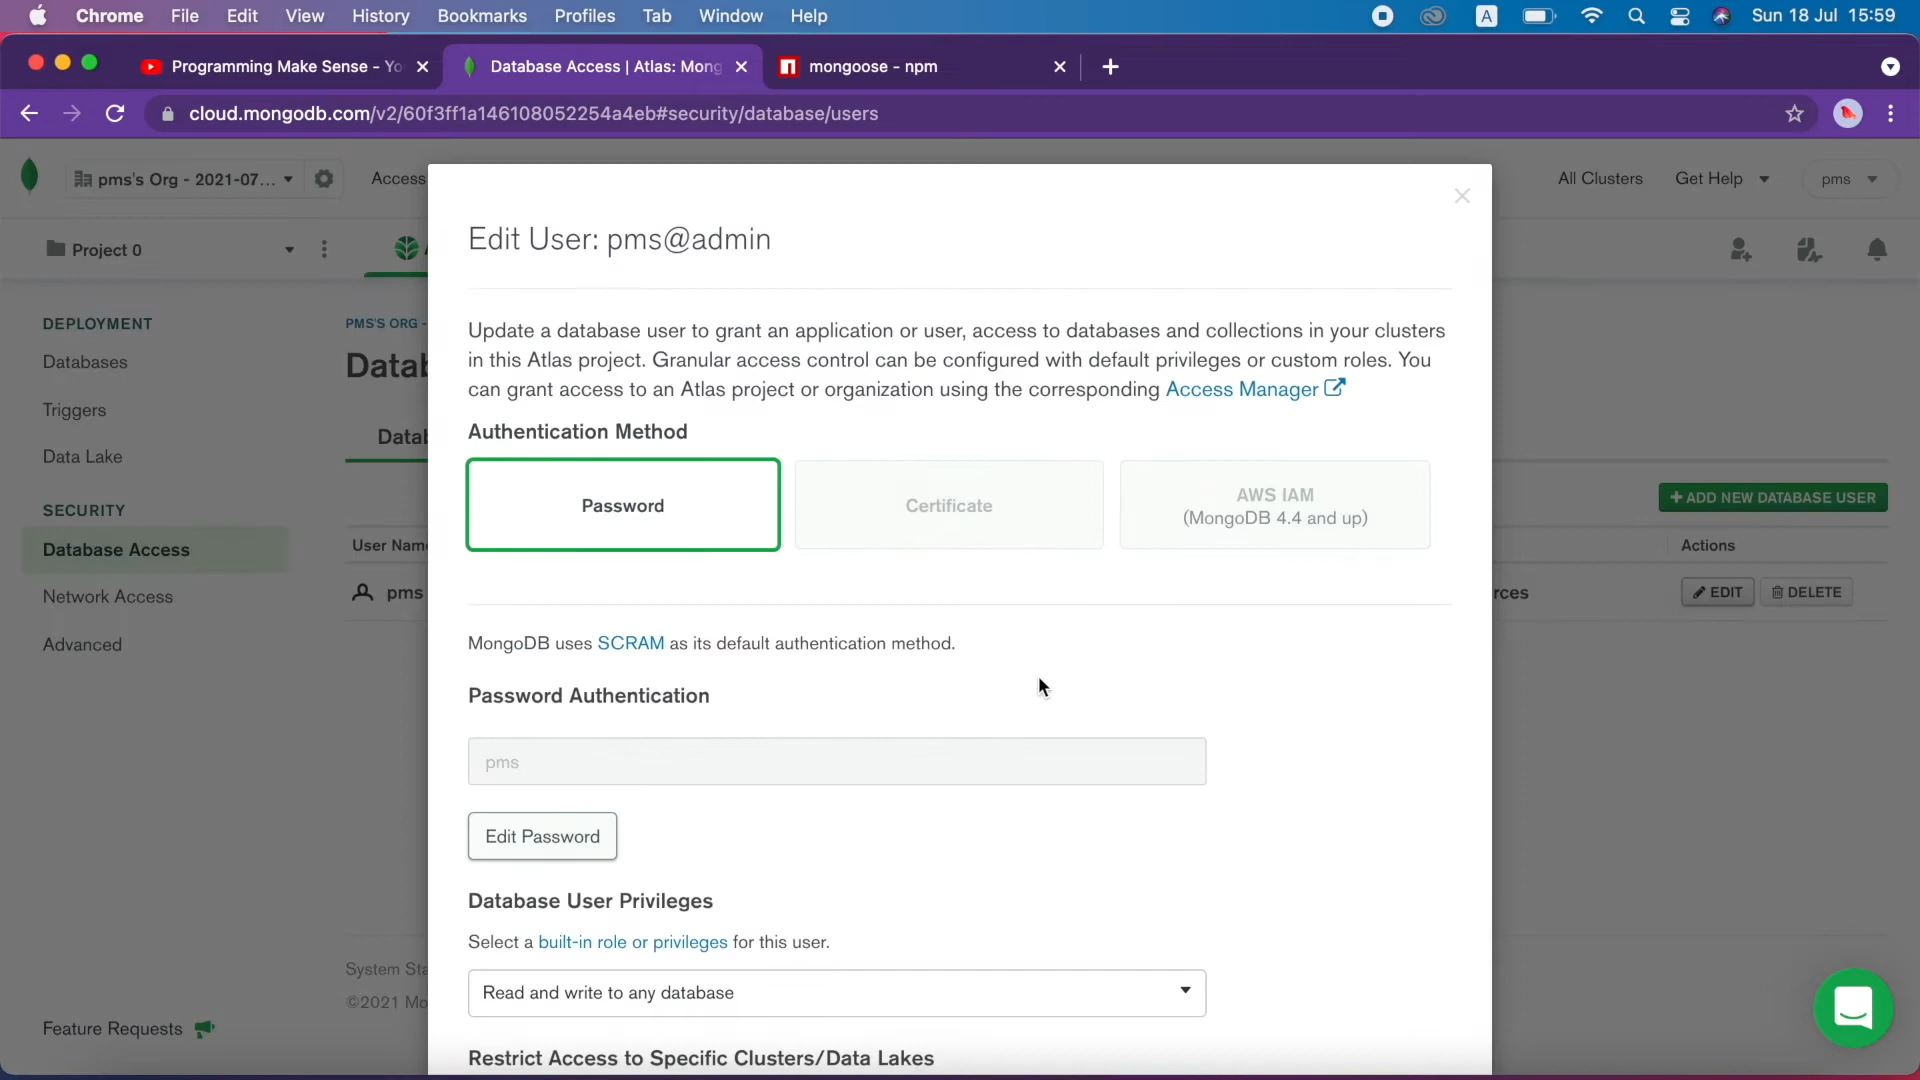 Chrome File Edit View History Bookmarks Profiles Tab Window Help A Sun 18 Jul 15:59
Programming Make Sense - Yo Database Access | Atlas: Mong mongoose - npm
cloud.mongodb.com/v2/60f3ff1a146108052254a4eb#security/database/users
pms's Org - 2021-07... Access All Clusters Get Help pms
Edit User: pms@admin
Project 0
Update a database user to grant an application or user, access to databases and collections in your clusters
in this Atlas project. Granular access control can be configured with default privileges or custom roles. You
can grant access to an Atlas project or organization using the corresponding Access Manager
DEPLOYMENT
Databases
Triggers
Data Lake
SECURITY
Database Access
Network Access
Advanced
Feature Requests
PMS'S ORG -
Datab
Datab
User Name
pms
System Sta
©2021 Mo
Authentication Method
Password
Certificate
AWS IAM
(MongoDB 4.4 and up)
MongoDB uses SCRAM as its default authentication method.
Password Authentication
pms
Edit Password
Database User Privileges
Select a built-in role or privileges for this user.
Read and write to any database
Restrict Access to Specific Clusters/Data Lakes
+ ADD NEW DATABASE USER
Actions
rces EDIT DELETE